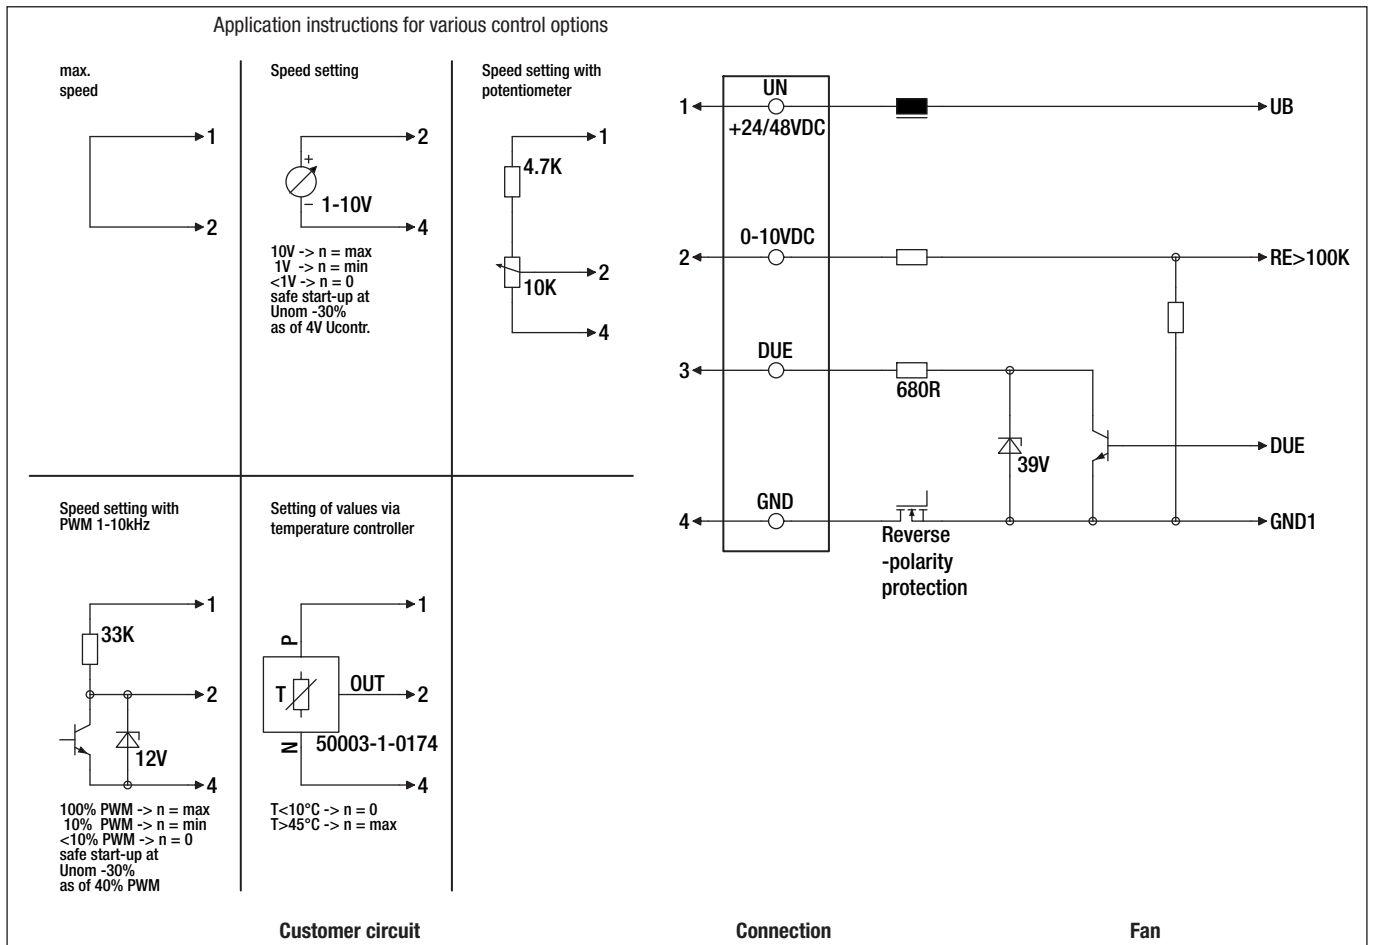 Application instructions for various control options
max.
speed
1
2
Speed setting
+
2
1-10V
−
4
10V -> n = max
1V -> n = min
<1V -> n = 0
safe start-up at
Unom -30%
as of 4V Ucontr.
Speed setting with
potentiometer
1
4.7K
2
10K
4
Speed setting with
PWM 1-10kHz
1
33K
2
12V
4
100% PWM -> n = max
10% PWM -> n = min
<10% PWM -> n = 0
safe start-up at
Unom -30%
as of 40% PWM
Setting of values via
temperature controller
1
P
T
OUT
2
N
50003-1-0174
4
T<10°C -> n = 0
T>45°C -> n = max
UN
1
+24/48VDC
UB
0-10VDC
2
RE>100K
DUE
3
680R
39V
DUE
GND
4
GND1
Reverse
-polarity
protection
Customer circuit
Connection
Fan